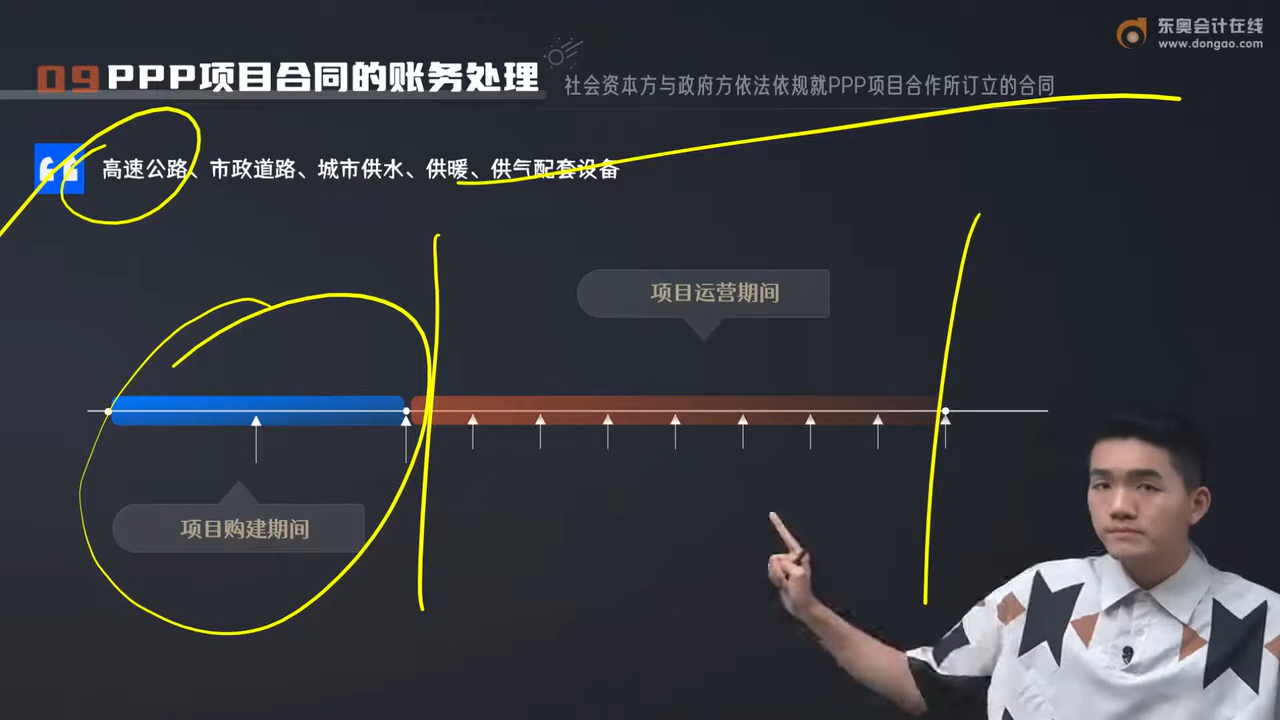 东奥会计在线
www.dongao.com
09 PPP项目合同的账务处理
社会资本方与政府方依法依规就PPP项目合作所订立的合同
高速公路、市政道路、城市供水、供暖、供气配套设备
项目运营期间
项目购建期间